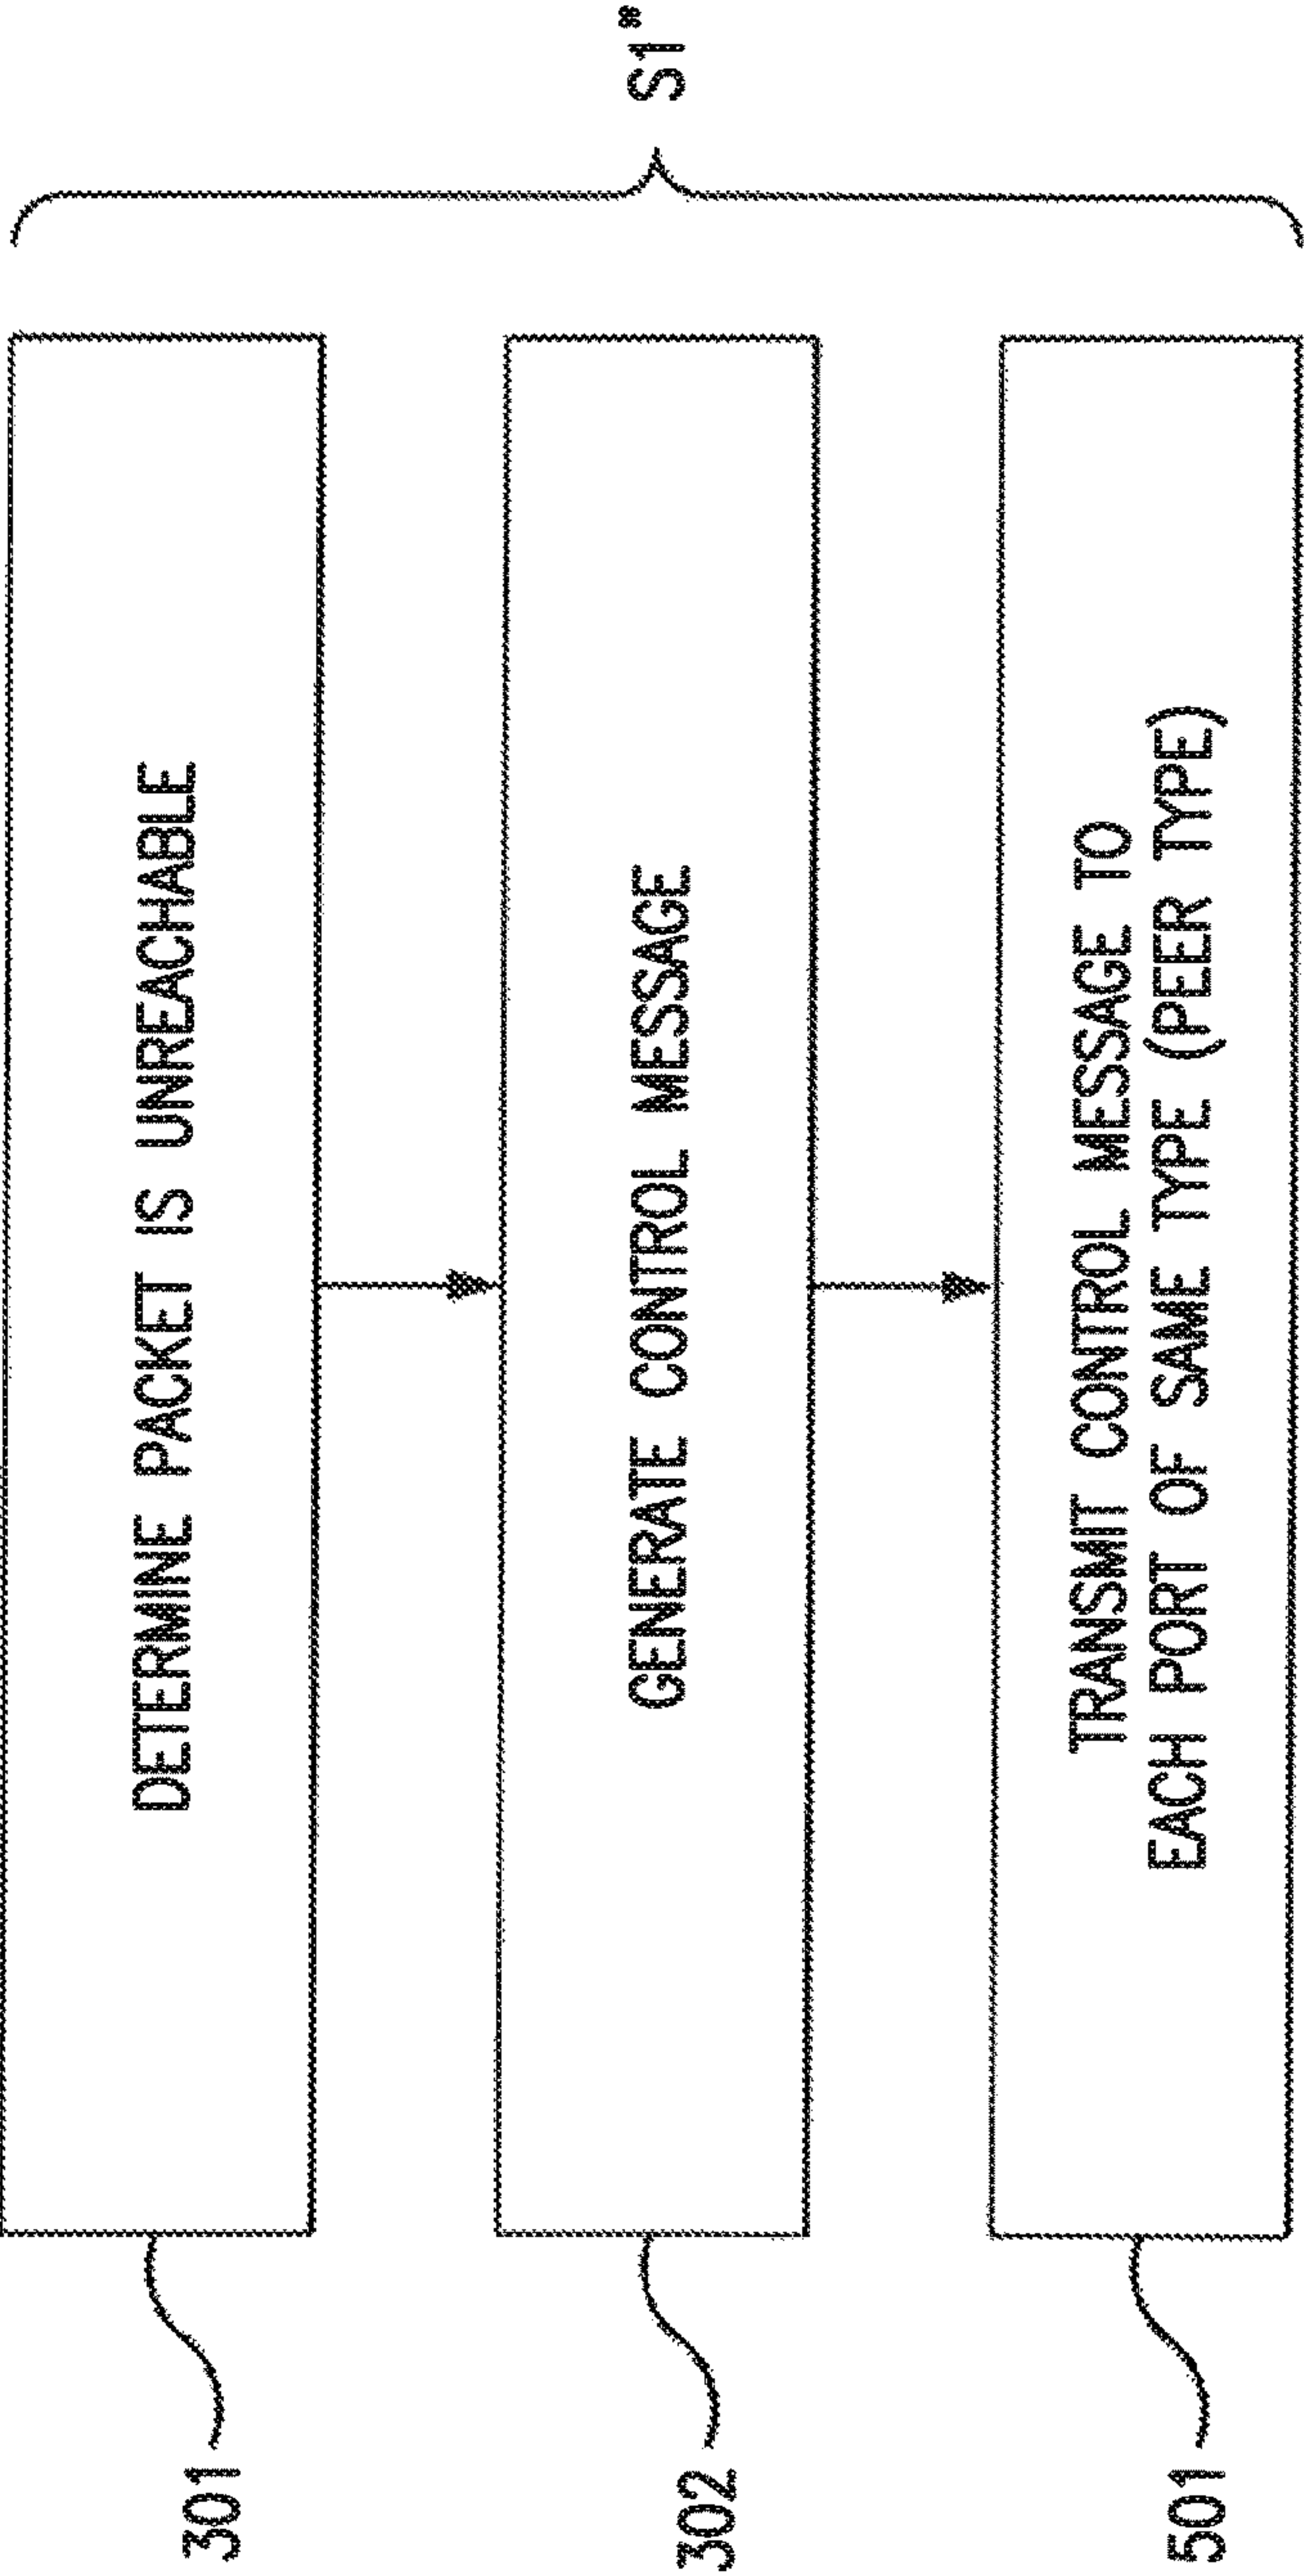 S1"
DETERMINE PACKET IS UNREACHABLE
301
GENERATE CONTROL MESSAGE
302
TRANSMIT CONTROL MESSAGE TO
EACH PORT OF SAME TYPE (PEER TYPE)
501